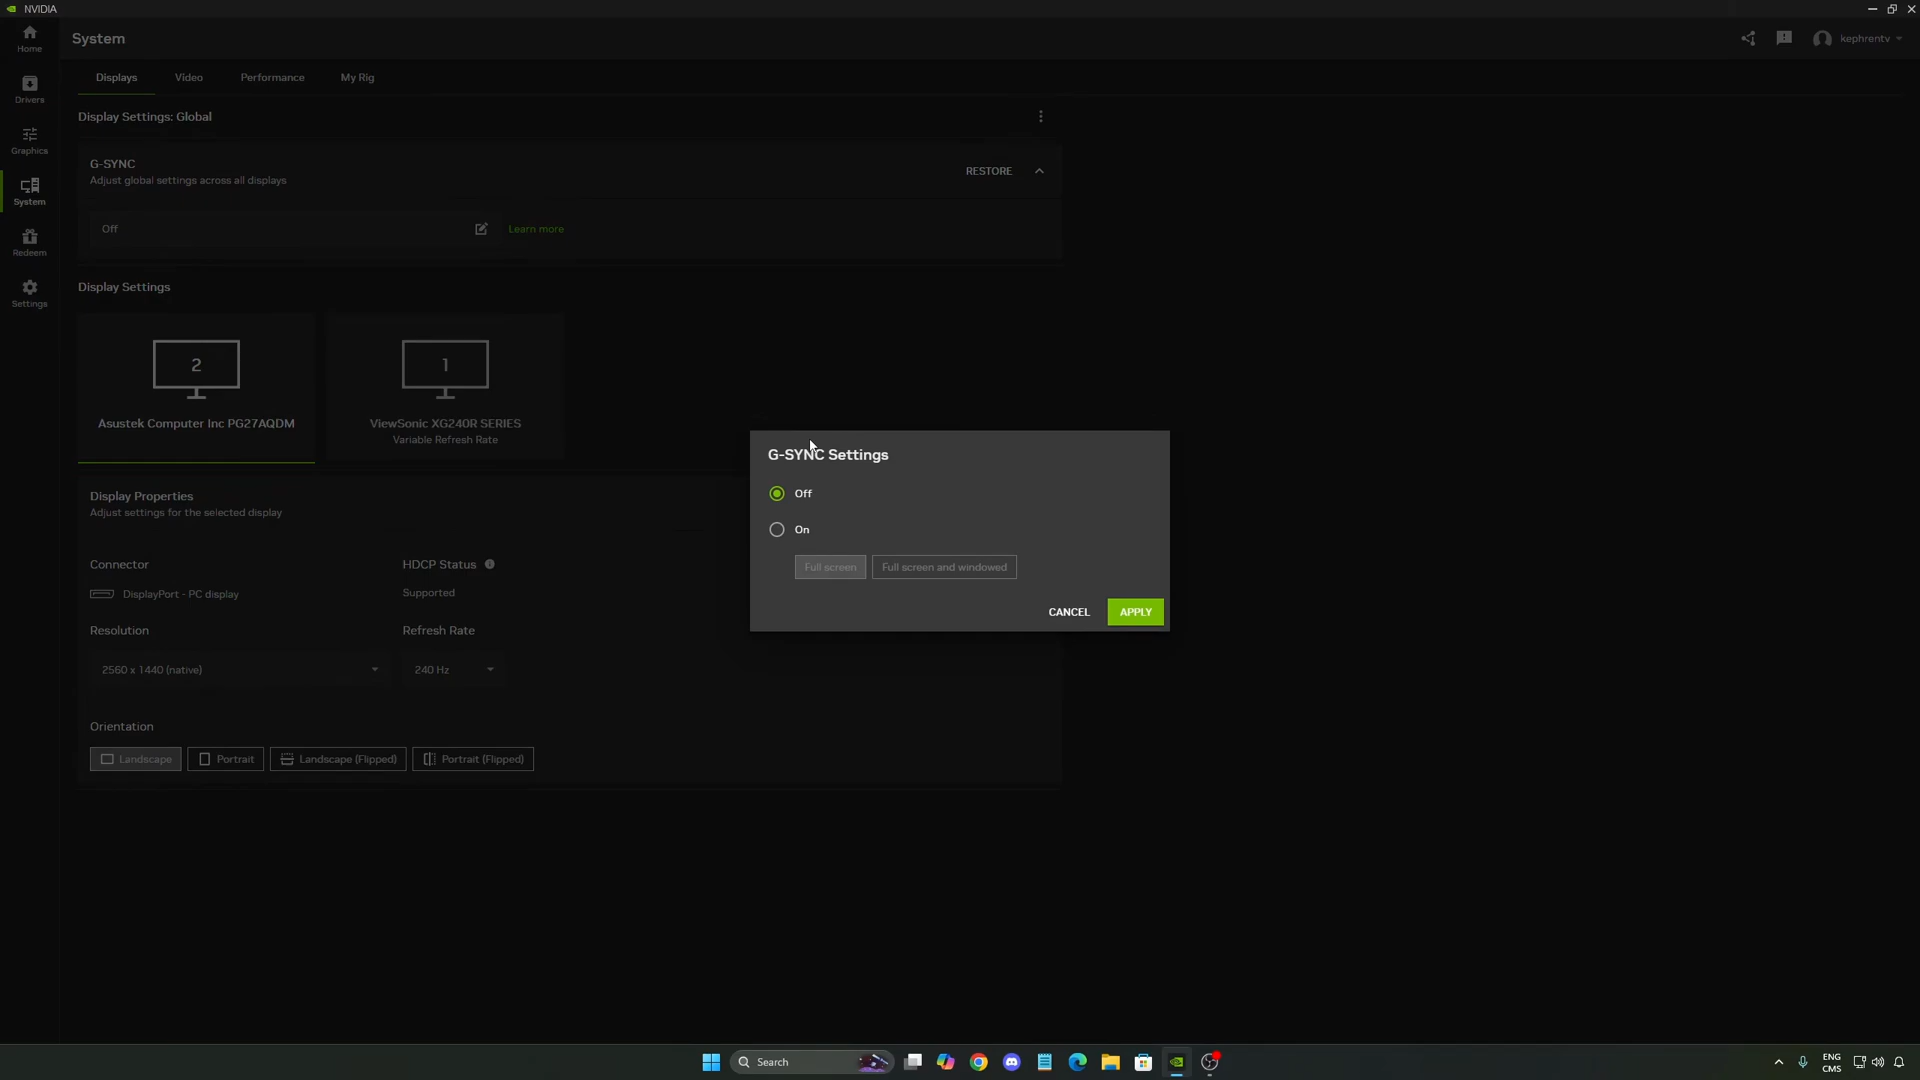 NVIDIA
Home
System
kephrentv
Displays
Video
Performance
My Rig
Drivers
Display Settings: Global
Graphics
G-SYNC
Adjust global settings across all displays
RESTORE
System
Off
Learn more
Redeem
Display Settings
Settings
2
1
Asustek Computer Inc PG27AQDM
ViewSonic XG240R SERIES
Variable Refresh Rate
G-SYNC Settings
Off
On
Full screen
Full screen and windowed
CANCEL
APPLY
Display Properties
Adjust settings for the selected display
Connector
HDCP Status
DisplayPort - PC display
Supported
Resolution
Refresh Rate
2560 x 1440 (native)
240 Hz
Orientation
Landscape
Portrait
Landscape (Flipped)
Portrait (Flipped)
Search
ENG
CMS